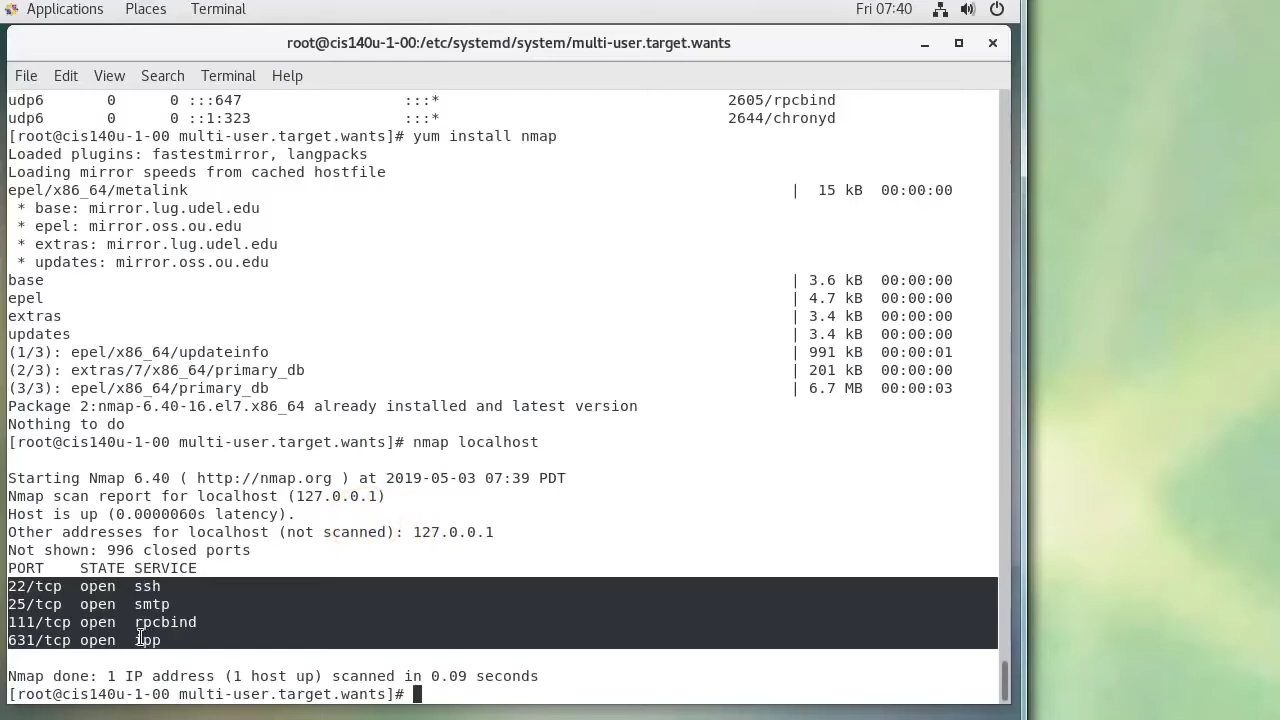 Applications Places Terminal Fri 07:40
root@cis140u-1-00:/etc/systemd/system/multi-user.target.wants
File Edit View Search Terminal Help
udp6 0 0 :::647 :::* 2605/rpcbind
udp6 0 0 ::1:323 :::* 2644/chronyd
[root@cis140u-1-00 multi-user.target.wants]# yum install nmap
Loaded plugins: fastestmirror, langpacks
Loading mirror speeds from cached hostfile
epel/x86_64/metalink | 15 kB 00:00:00
* base: mirror.lug.udel.edu
* epel: mirror.oss.ou.edu
* extras: mirror.lug.udel.edu
* updates: mirror.oss.ou.edu
base | 3.6 kB 00:00:00
epel | 4.7 kB 00:00:00
extras | 3.4 kB 00:00:00
updates | 3.4 kB 00:00:00
(1/3): epel/x86_64/updateinfo | 991 kB 00:00:01
(2/3): extras/7/x86_64/primary_db | 201 kB 00:00:00
(3/3): epel/x86_64/primary_db | 6.7 MB 00:00:03
Package 2:nmap-6.40-16.el7.x86_64 already installed and latest version
Nothing to do
[root@cis140u-1-00 multi-user.target.wants]# nmap localhost
Starting Nmap 6.40 ( http://nmap.org ) at 2019-05-03 07:39 PDT
Nmap scan report for localhost (127.0.0.1)
Host is up (0.0000060s latency).
Other addresses for localhost (not scanned): 127.0.0.1
Not shown: 996 closed ports
PORT STATE SERVICE
22/tcp open ssh
25/tcp open smtp
111/tcp open rpcbind
631/tcp open ipp
Nmap done: 1 IP address (1 host up) scanned in 0.09 seconds
[root@cis140u-1-00 multi-user.target.wants]#